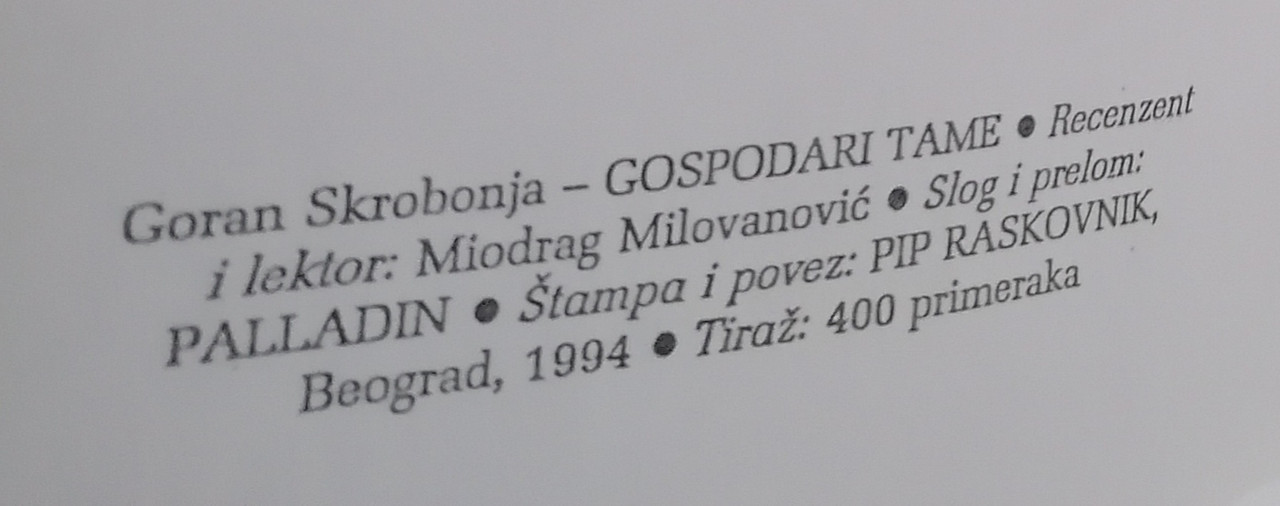 Goran Skrobonja – GOSPODARI TAME ● Recenzent
i lektor: Miodrag Milovanović ● Slog i prelom:
PALLADIN ● Štampa i povez: PIP RASKOVNIK,
Beograd, 1994 ● Tiraž: 400 primeraka